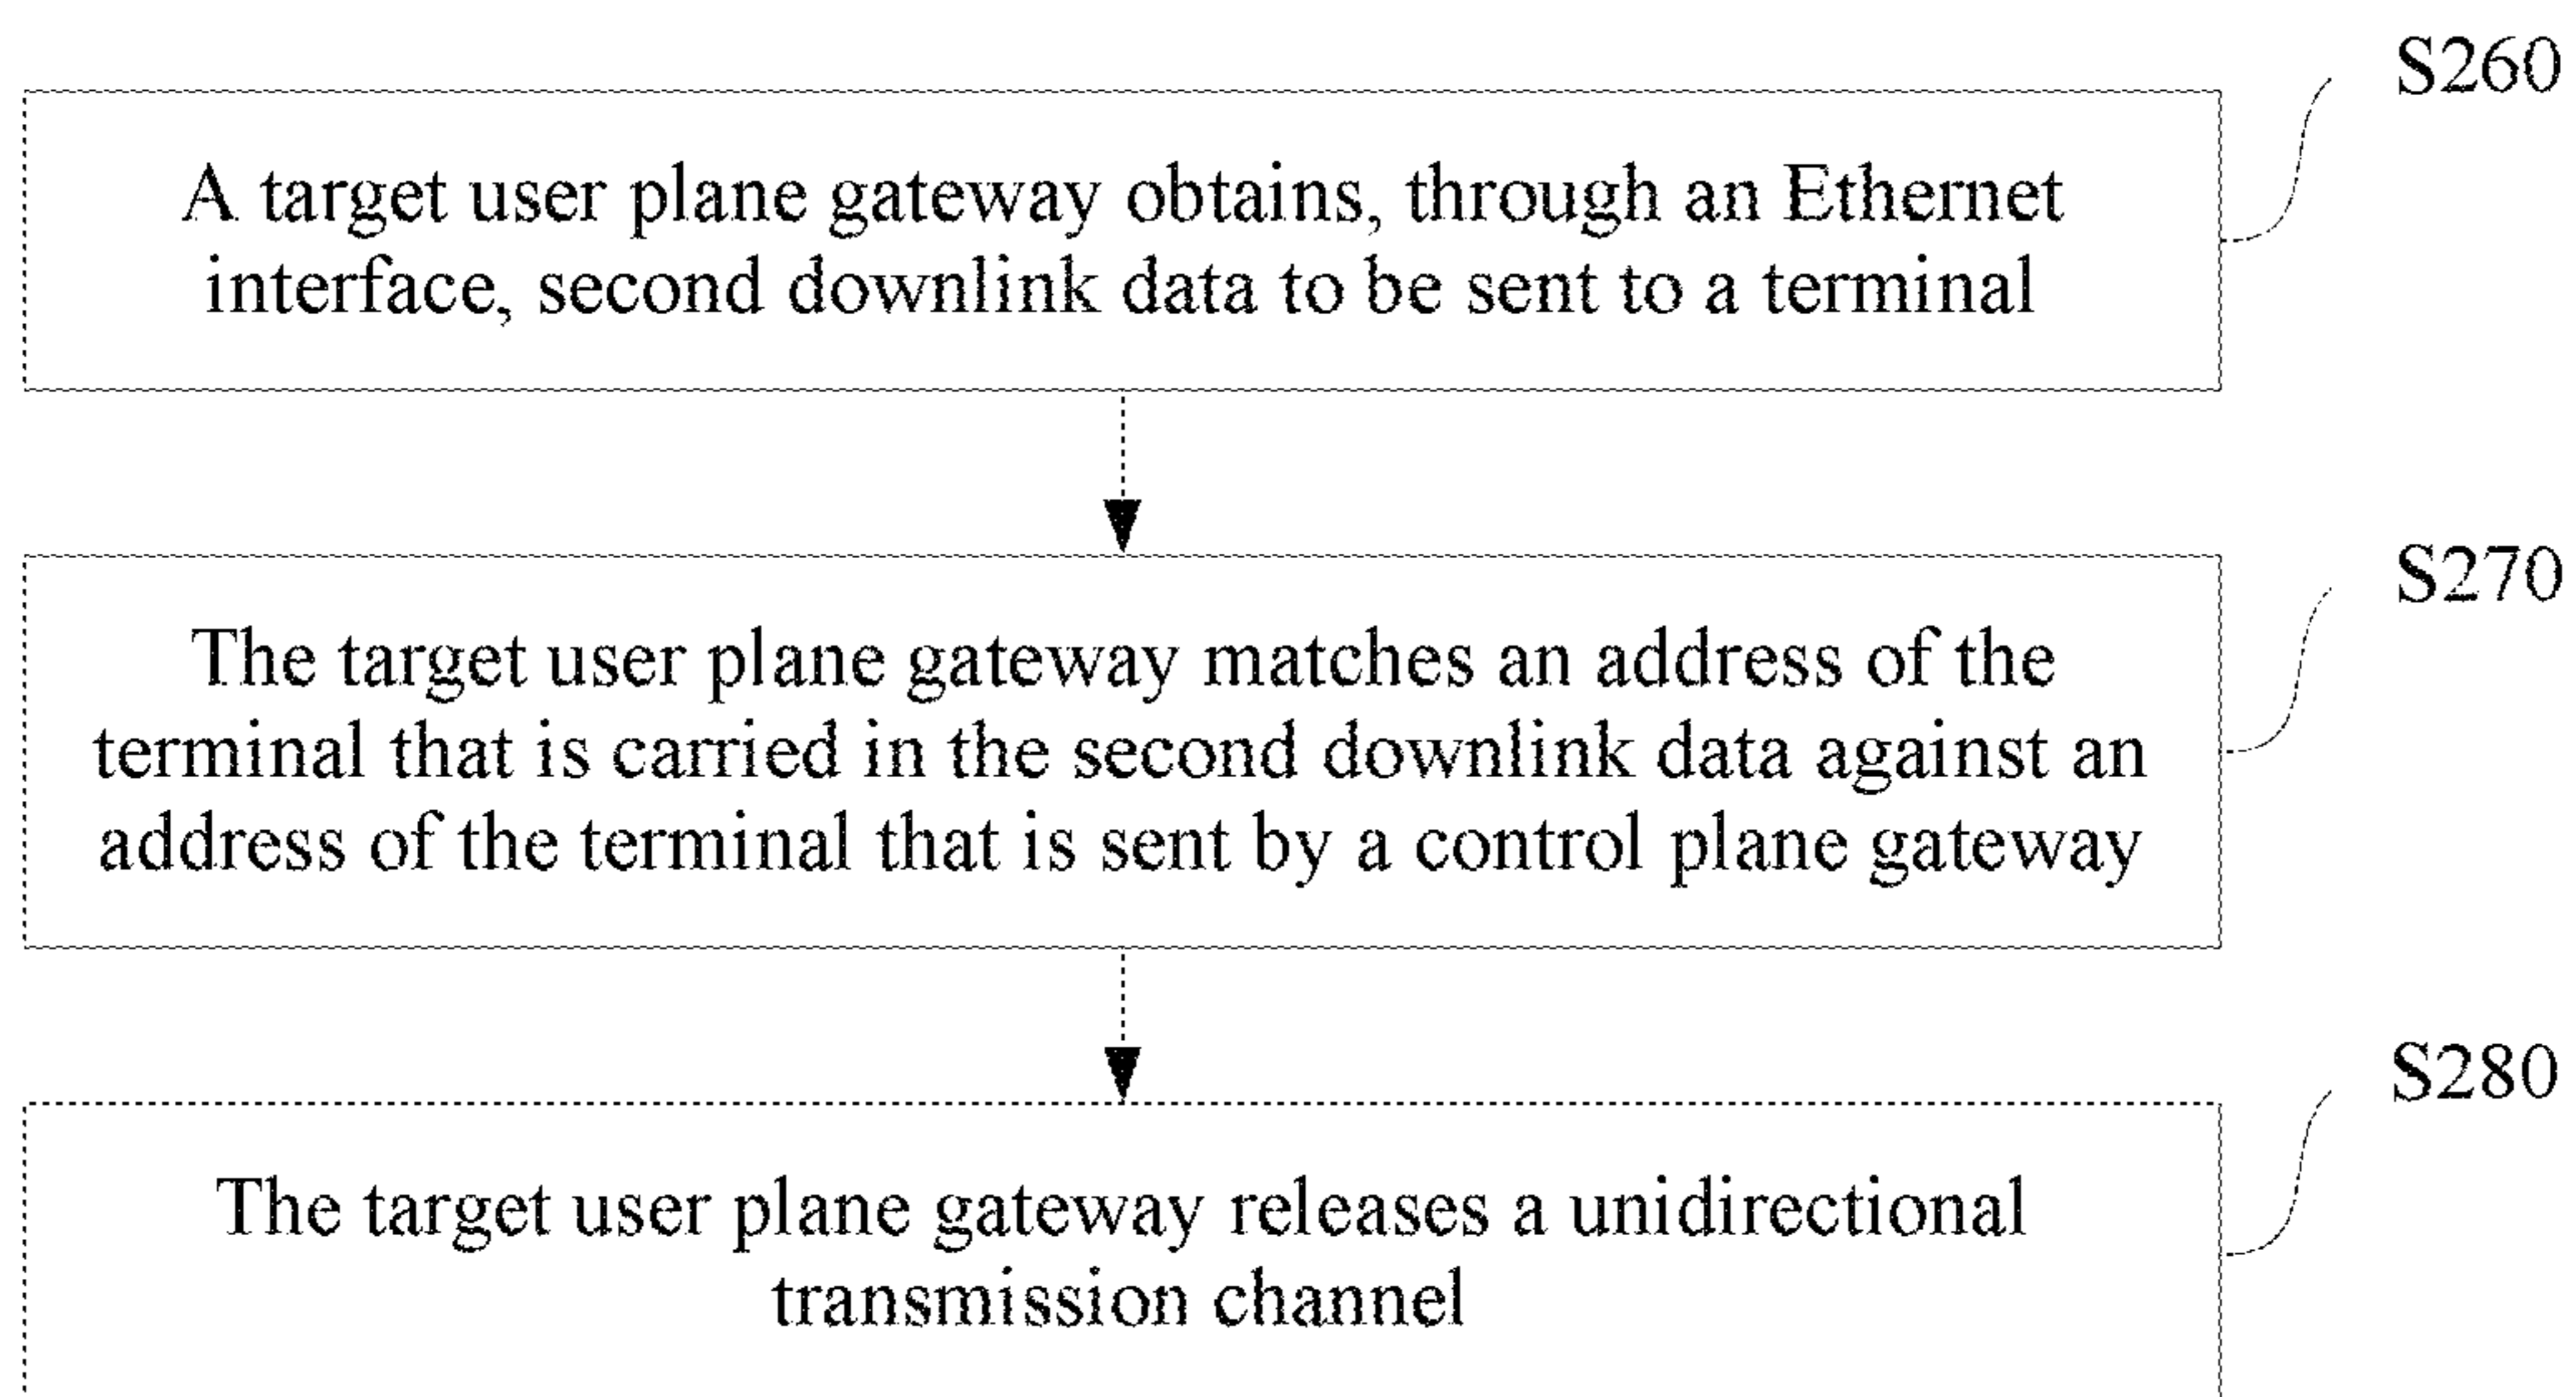 S260
A target user plane gateway obtains, through an Ethernet
interface, second downlink data to be sent to a terminal
S270
The target user plane gateway matches an address of the
terminal that is carried in the second downlink data against an
address of the terminal that is sent by a control plane gateway
S280
The target user plane gateway releases a unidirectional
transmission channel